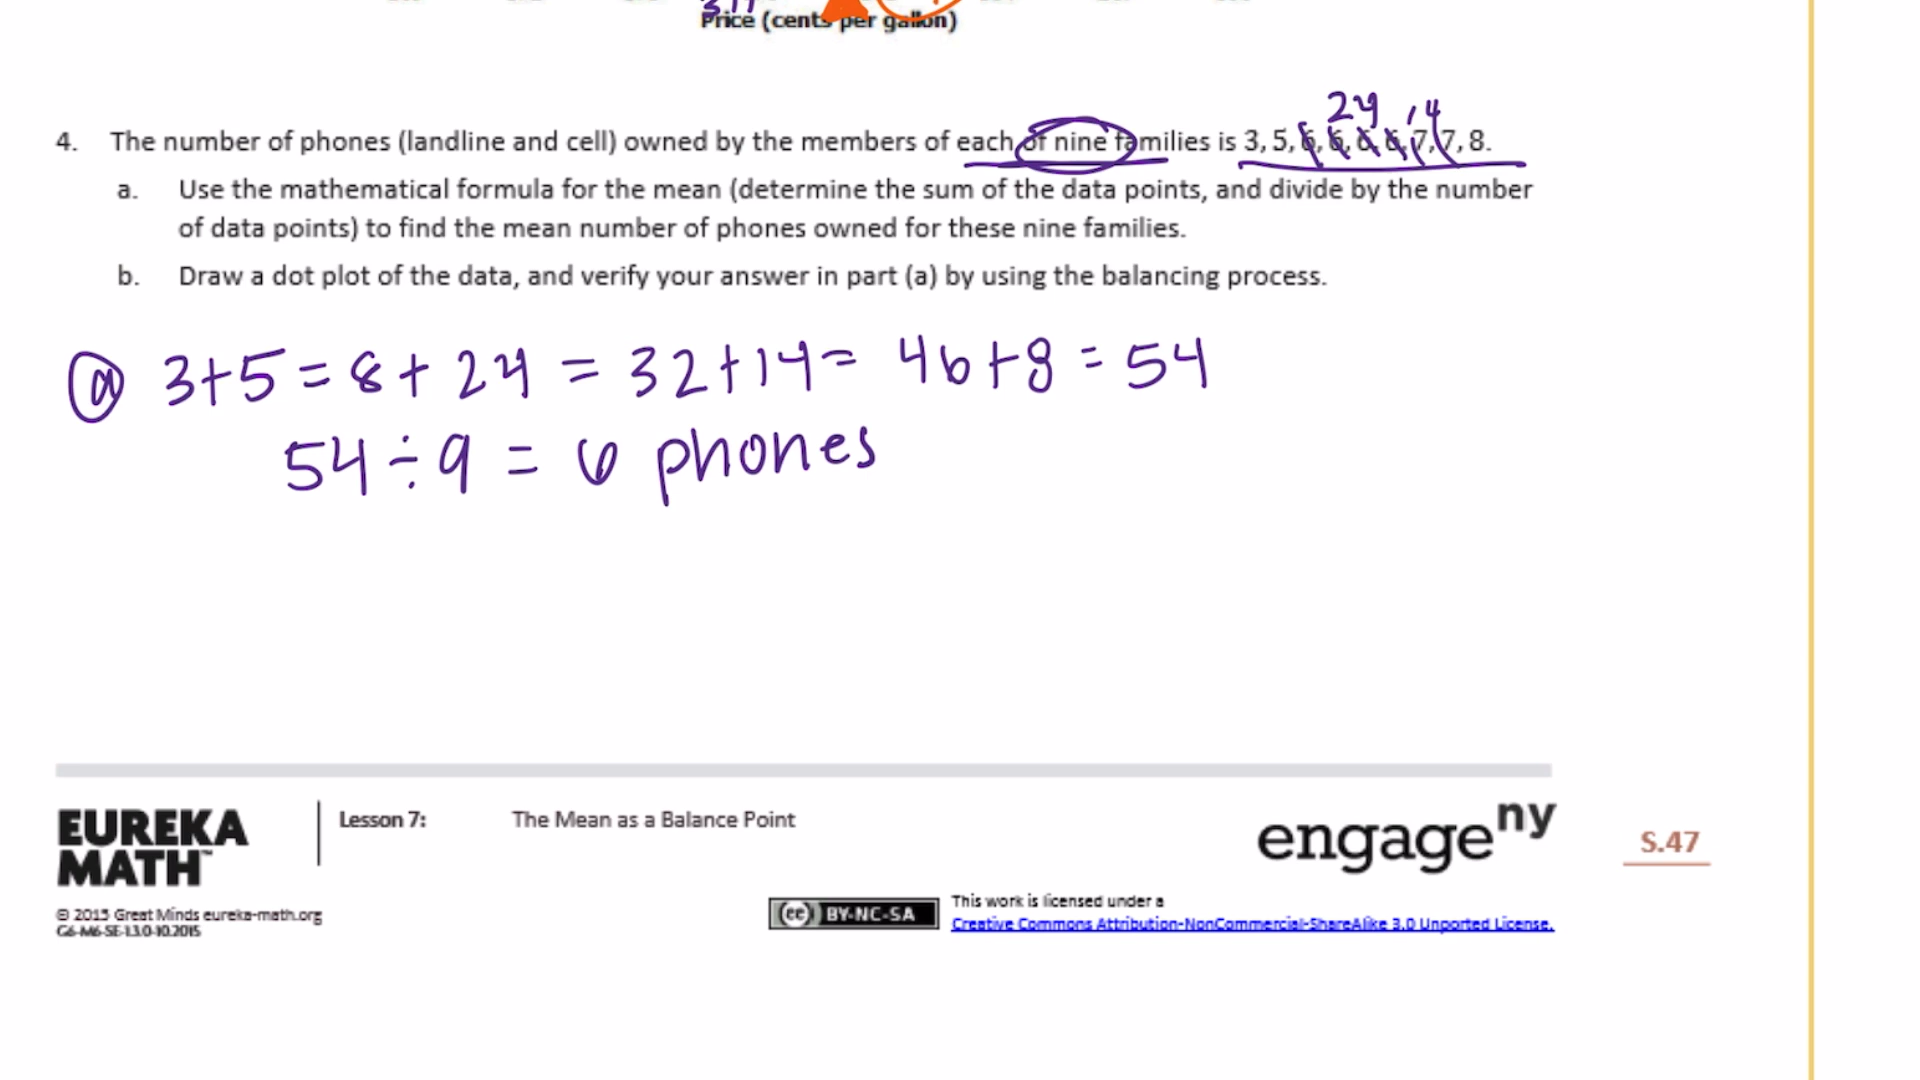 3.14
Price (cents per gallon)
24 14
4. The number of phones (landline and cell) owned by the members of each of nine families is 3, 5, 6, 6, 6, 6, 7, 7, 8.
a. Use the mathematical formula for the mean (determine the sum of the data points, and divide by the number
of data points) to find the mean number of phones owned for these nine families.
b. Draw a dot plot of the data, and verify your answer in part (a) by using the balancing process.
a 3+5=8+24=32+14=46+8=54
54÷9=6 phones
EUREKA
MATH™
Lesson 7: The Mean as a Balance Point
engage ny
S.47
© 2015 Great Minds eureka-math.org
G6-M6-SE-1.3.0-10.2015
cc BY-NC-SA
This work is licensed under a
Creative Commons Attribution-NonCommercial-ShareAlike 3.0 Unported License.